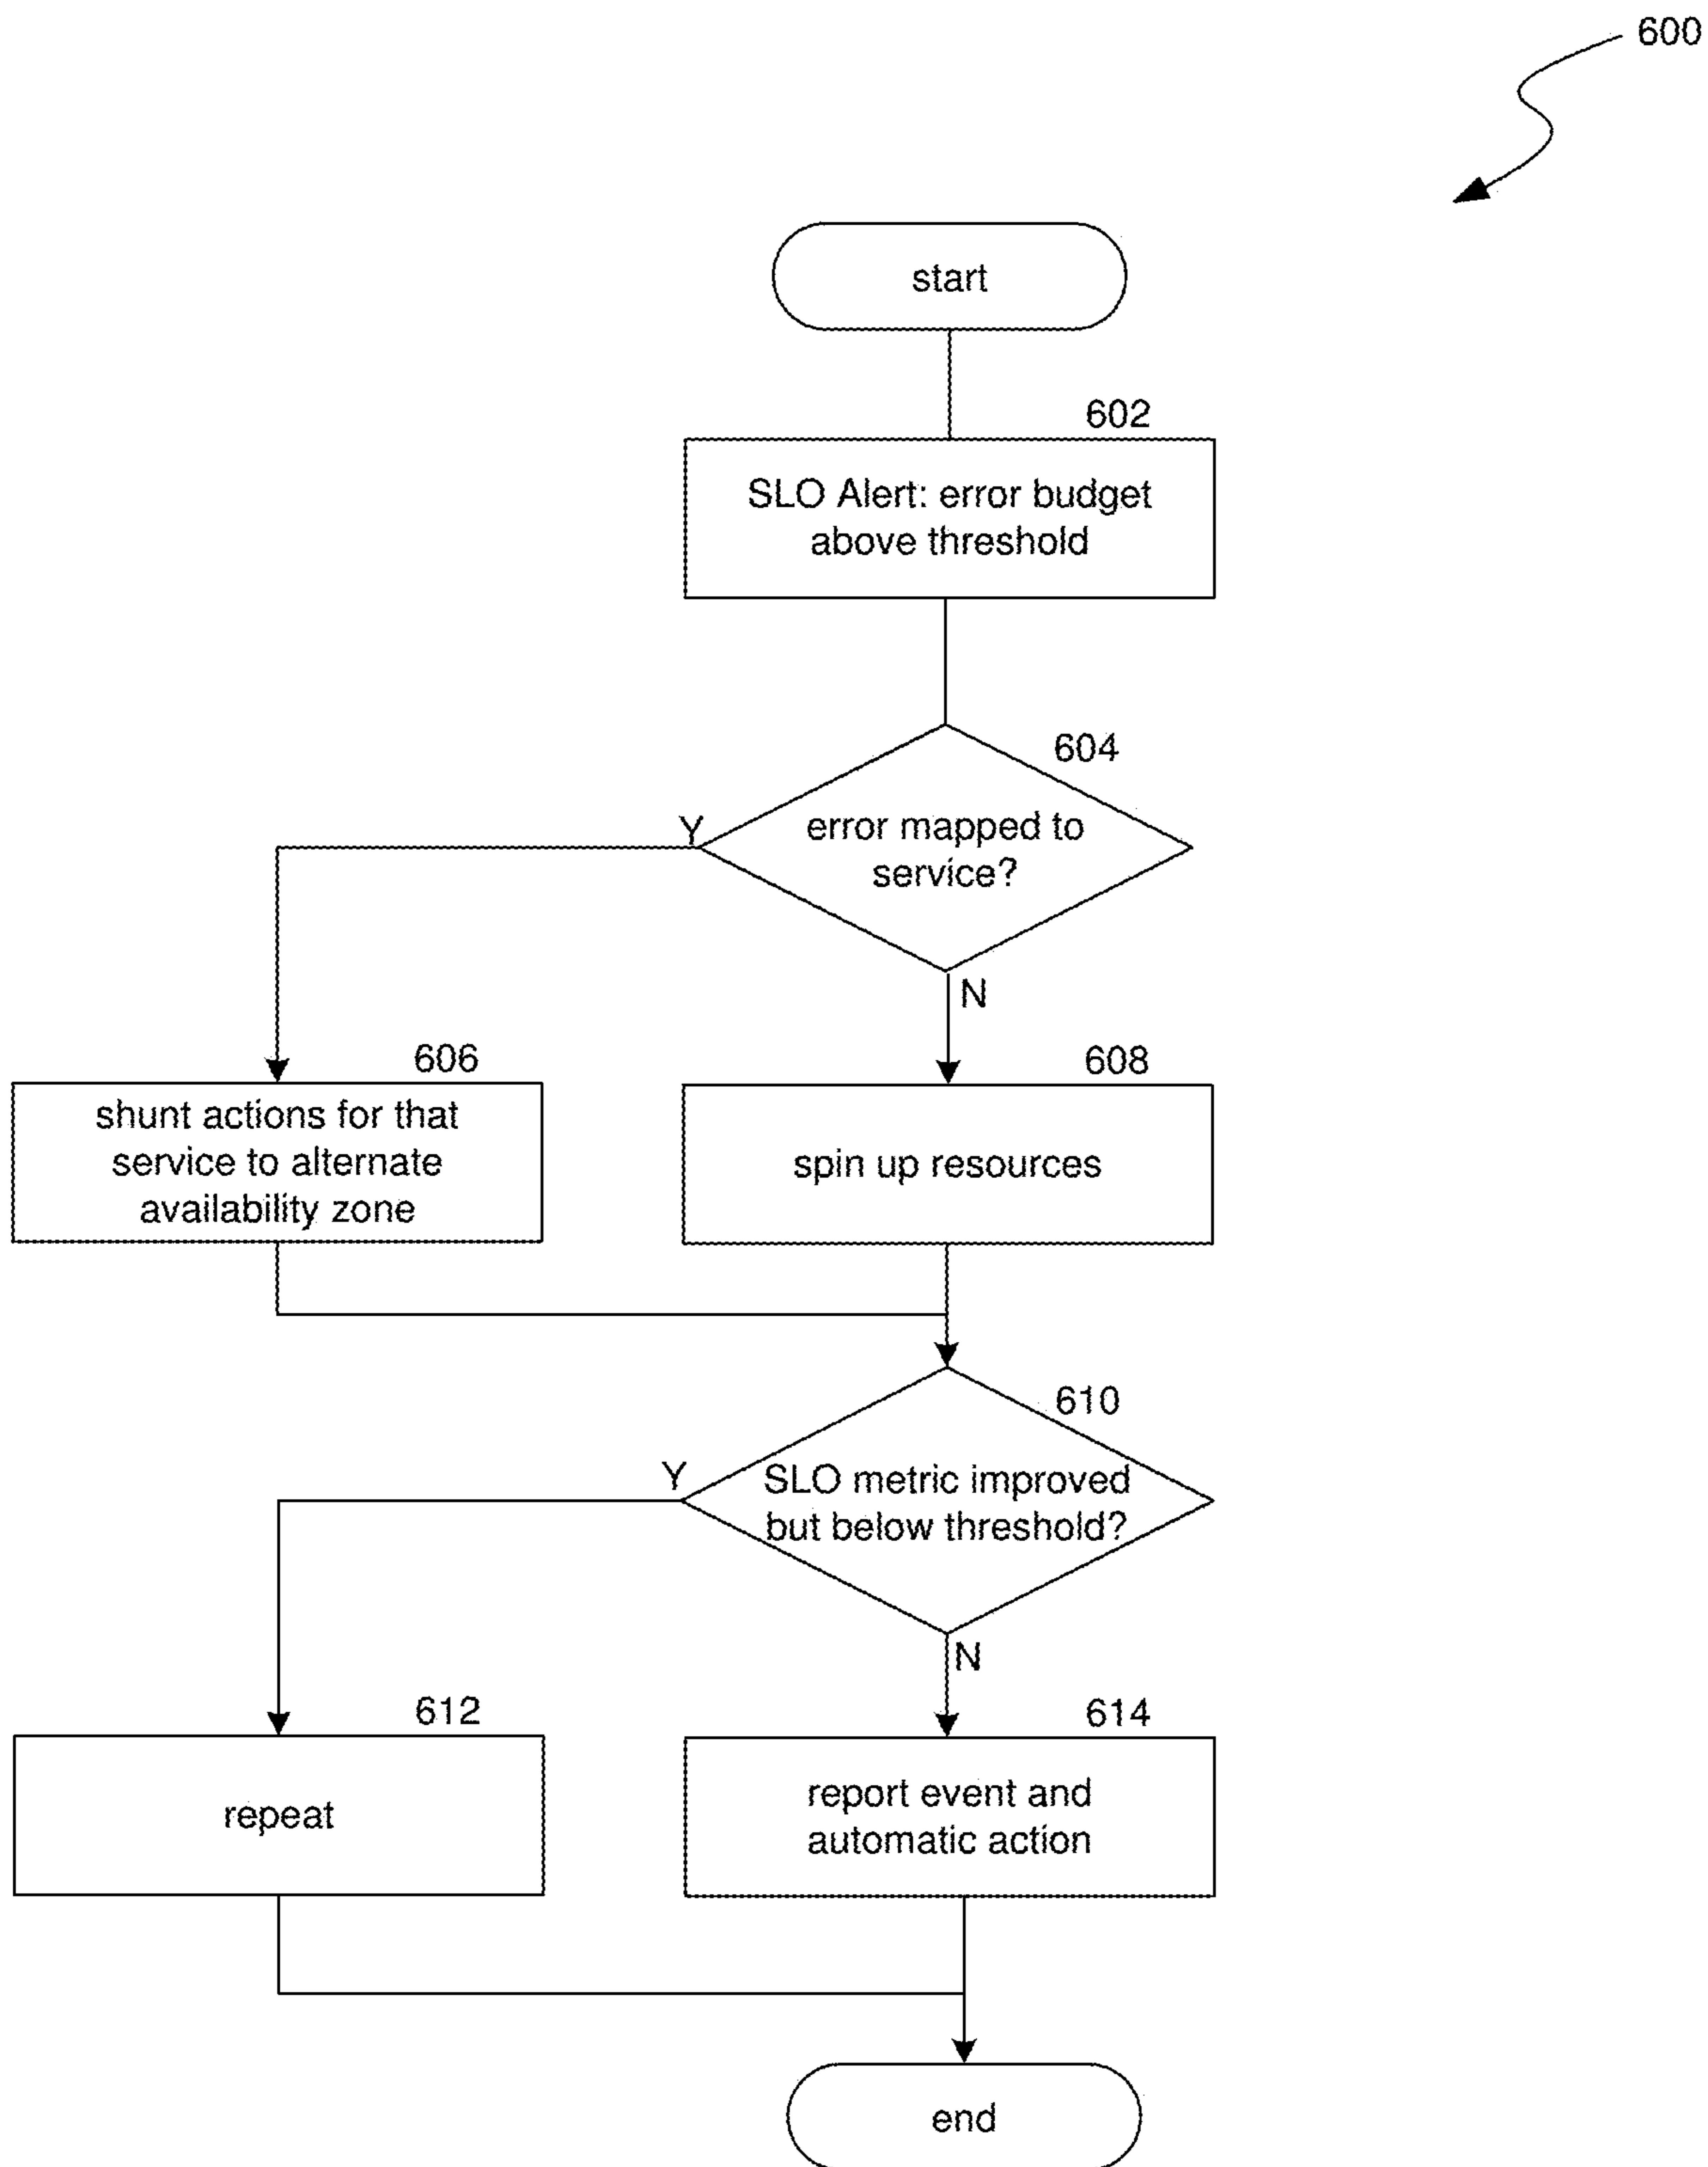 600
start
602
SLO Alert: error budget
above threshold
604
error mapped to
service?
Y
N
606
shunt actions for that
service to alternate
availability zone
608
spin up resources
610
SLO metric improved
but below threshold?
Y
N
612
repeat
614
report event and
automatic action
end